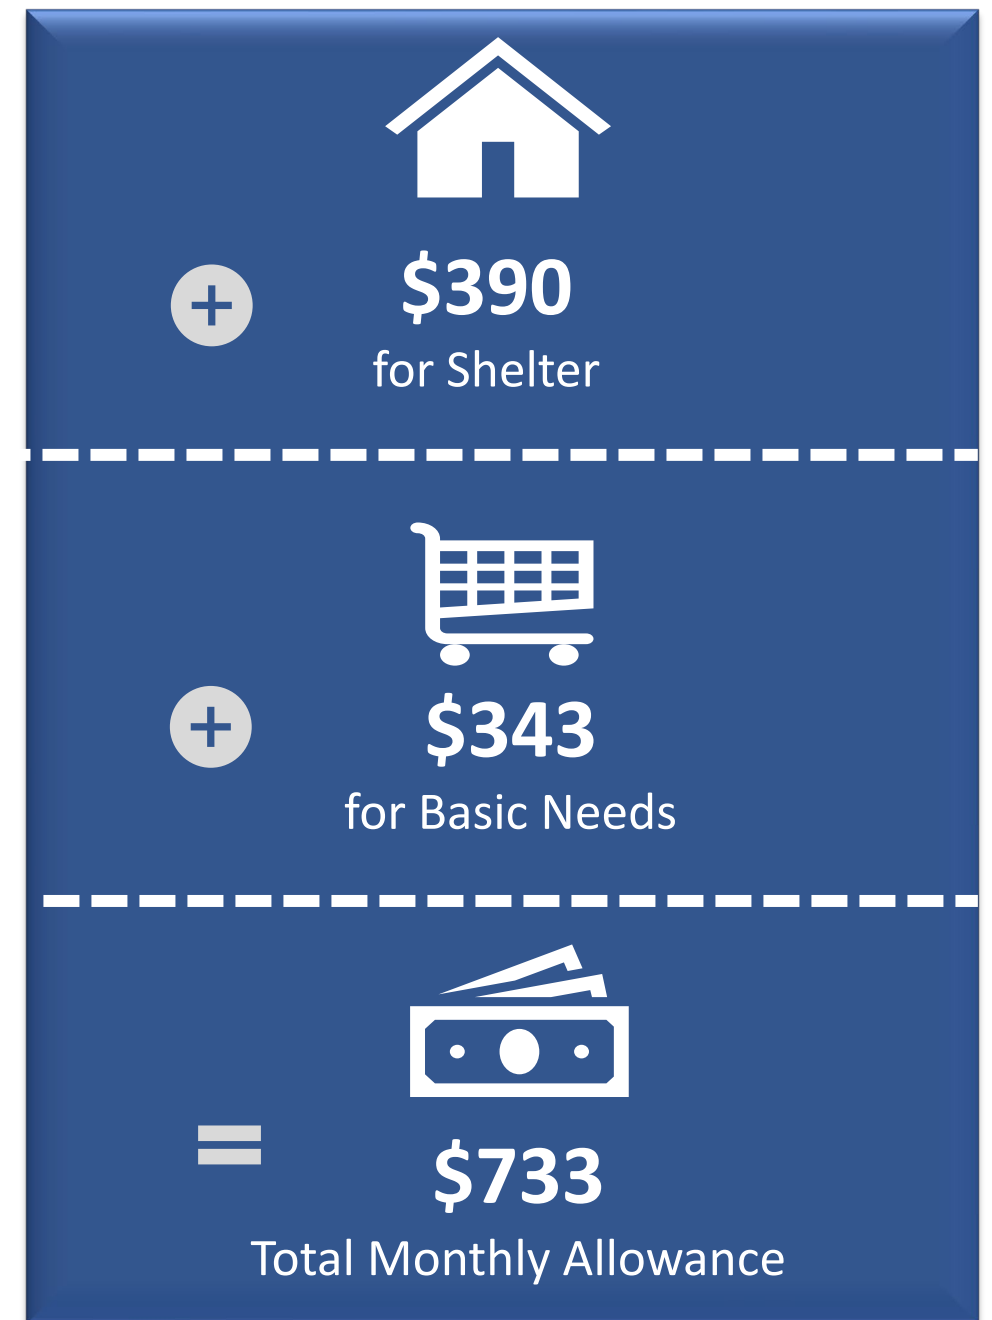 +
$390
for Shelter
+
$343
for Basic Needs
=
$733
Total Monthly Allowance